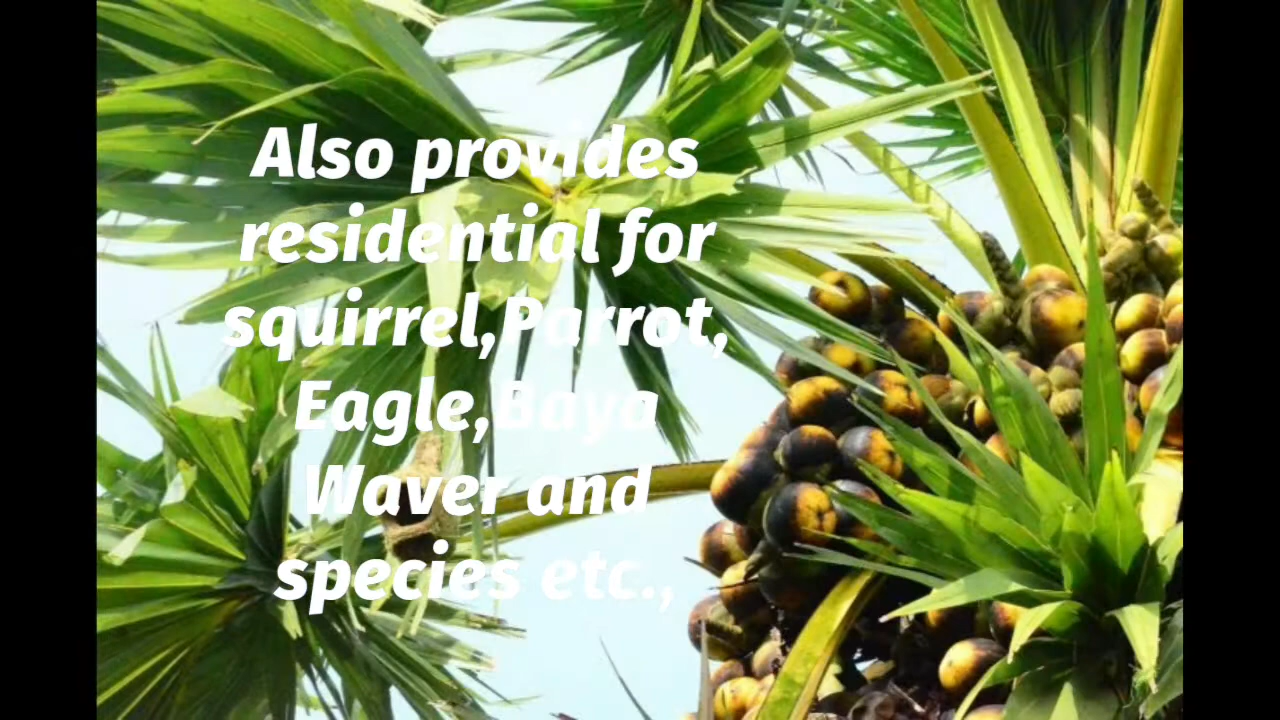 Also provides
residential for
squirrel,Parrot,
Eagle,Baya
Waver and
species etc.,